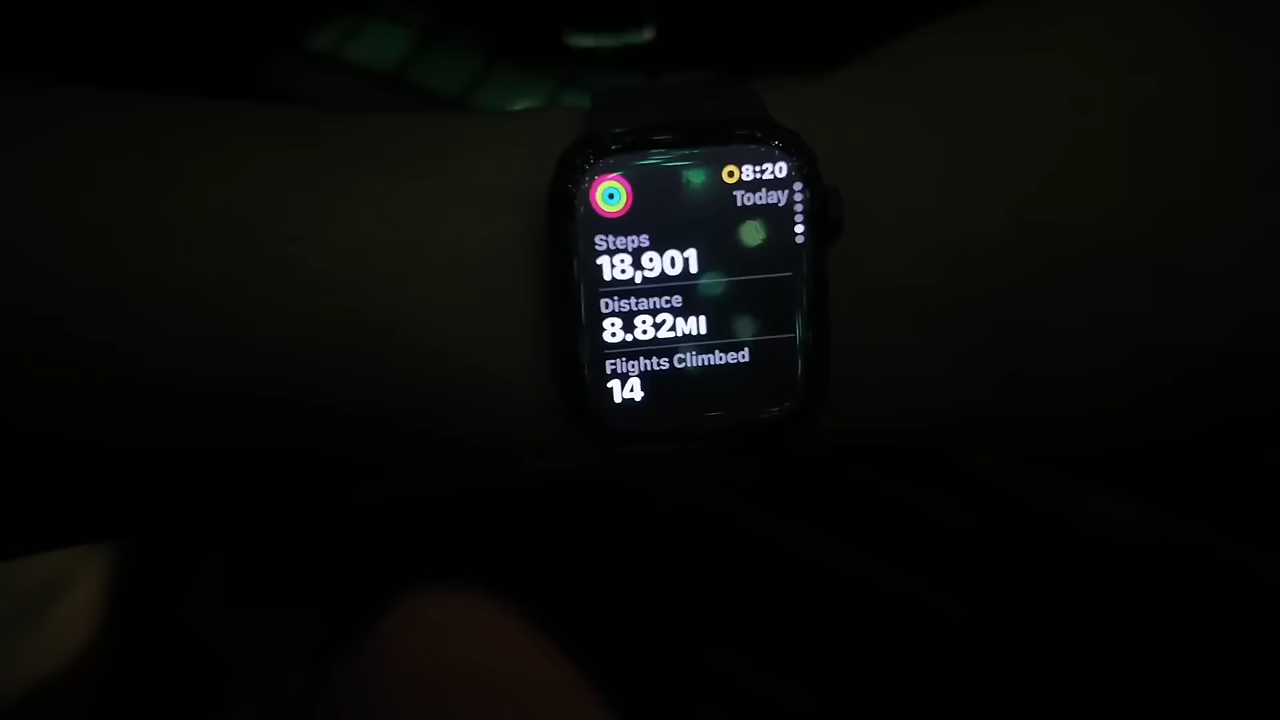 8:20
Today
Steps
18,901
Distance
8.82MI
Flights Climbed
14